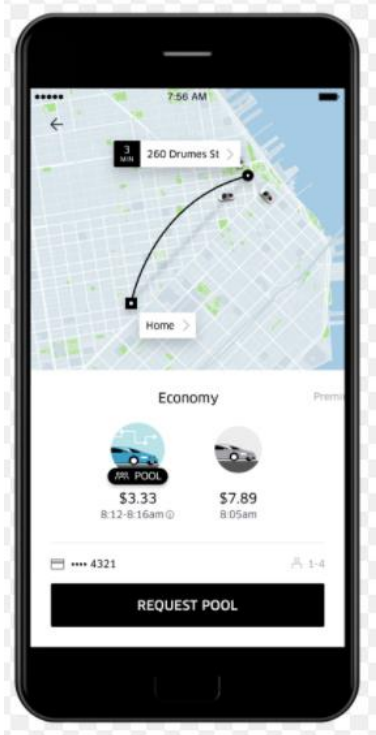 7:56 AM
3
MIN
260 Drumes St
Home
Economy
Premi
POOL
$3.33
$7.89
8:12-8:16am
8:05am
•••• 4321
1-4
REQUEST POOL